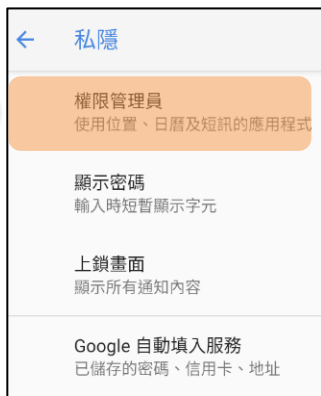 私隱
權限管理員
使用位置、日曆及短訊的應用程式
顯示密碼
輸入時短暫顯示字元
上鎖畫面
顯示所有通知內容
Google 自動填入服務
已儲存的密碼、信用卡、地址